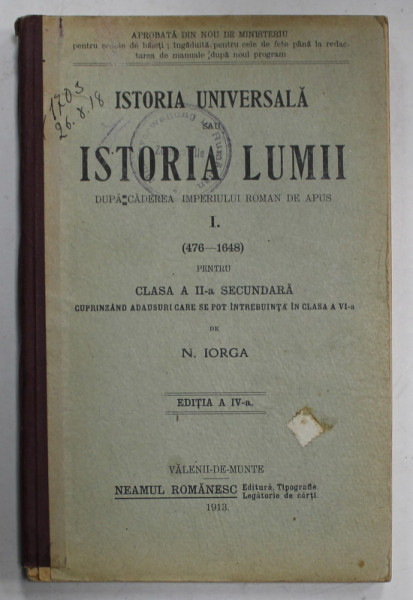 APROBATĂ DIN NOU DE MINISTERIU
pentru de băieți; îngăduită pentru cele de fete până la redac-
tarea de manuale după noul program
1703
26.8.18
ISTORIA UNIVERSALĂ
SAU
ISTORIA LUMII
DUPĂ CĂDEREA IMPERIULUI ROMAN DE APUS
I.
(476—1648)
PENTRU
CLASA A II-a SECUNDARĂ
CUPRINZÂND ADAUSURI CARE SE POT ÎNTREBUINȚA ÎN CLASA A VI-a
DE
N. IORGA
EDIȚIA A IV-a.
VĂLENII-DE-MUNTE
NEAMUL ROMĂNESC Editură, Tipografie
Legătorie de cărți.
1913.